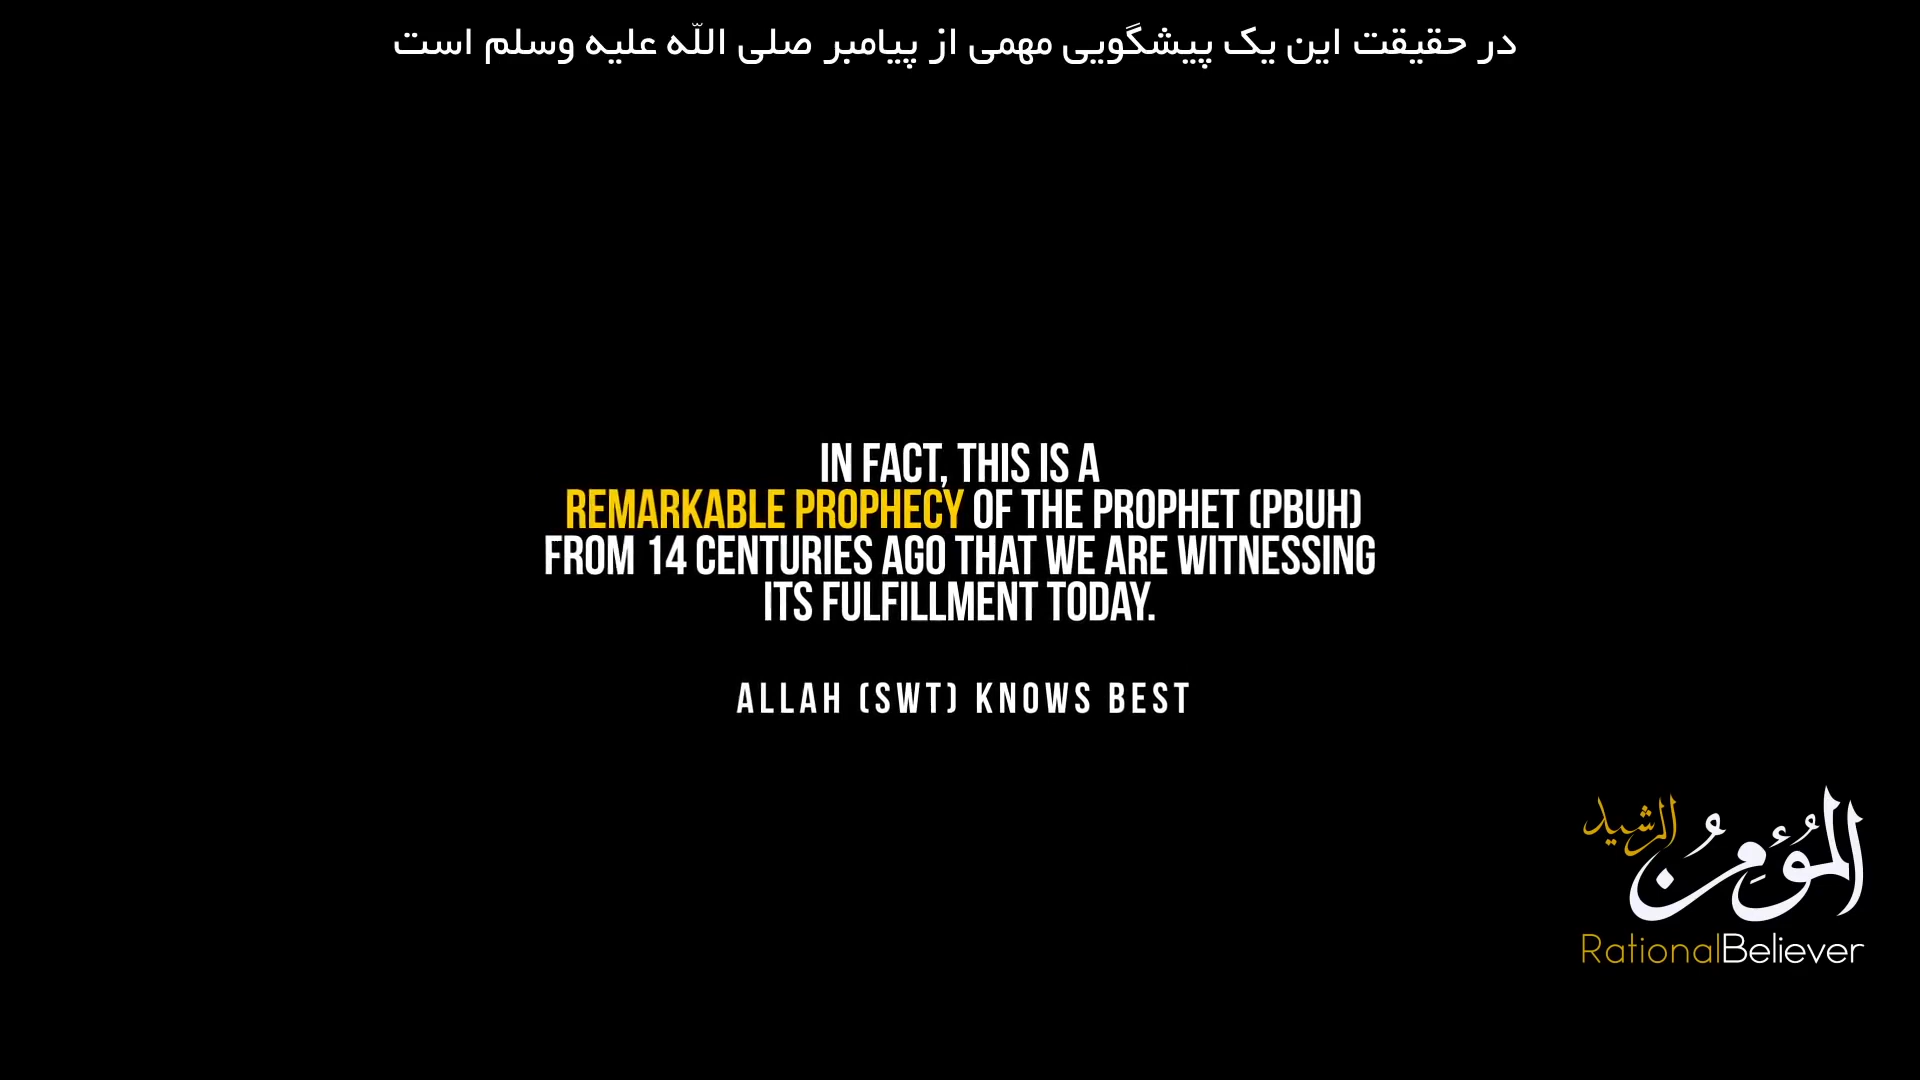 در حقیقت این یک پیشگویی مهمی از پیامبر صلی اللّه علیه وسلم است
IN FACT, THIS IS A
REMARKABLE PROPHECY OF THE PROPHET (PBUH)
FROM 14 CENTURIES AGO THAT WE ARE WITNESSING
ITS FULFILLMENT TODAY.
ALLAH (SWT) KNOWS BEST
المُؤمِنُ الرشيد
RationalBeliever